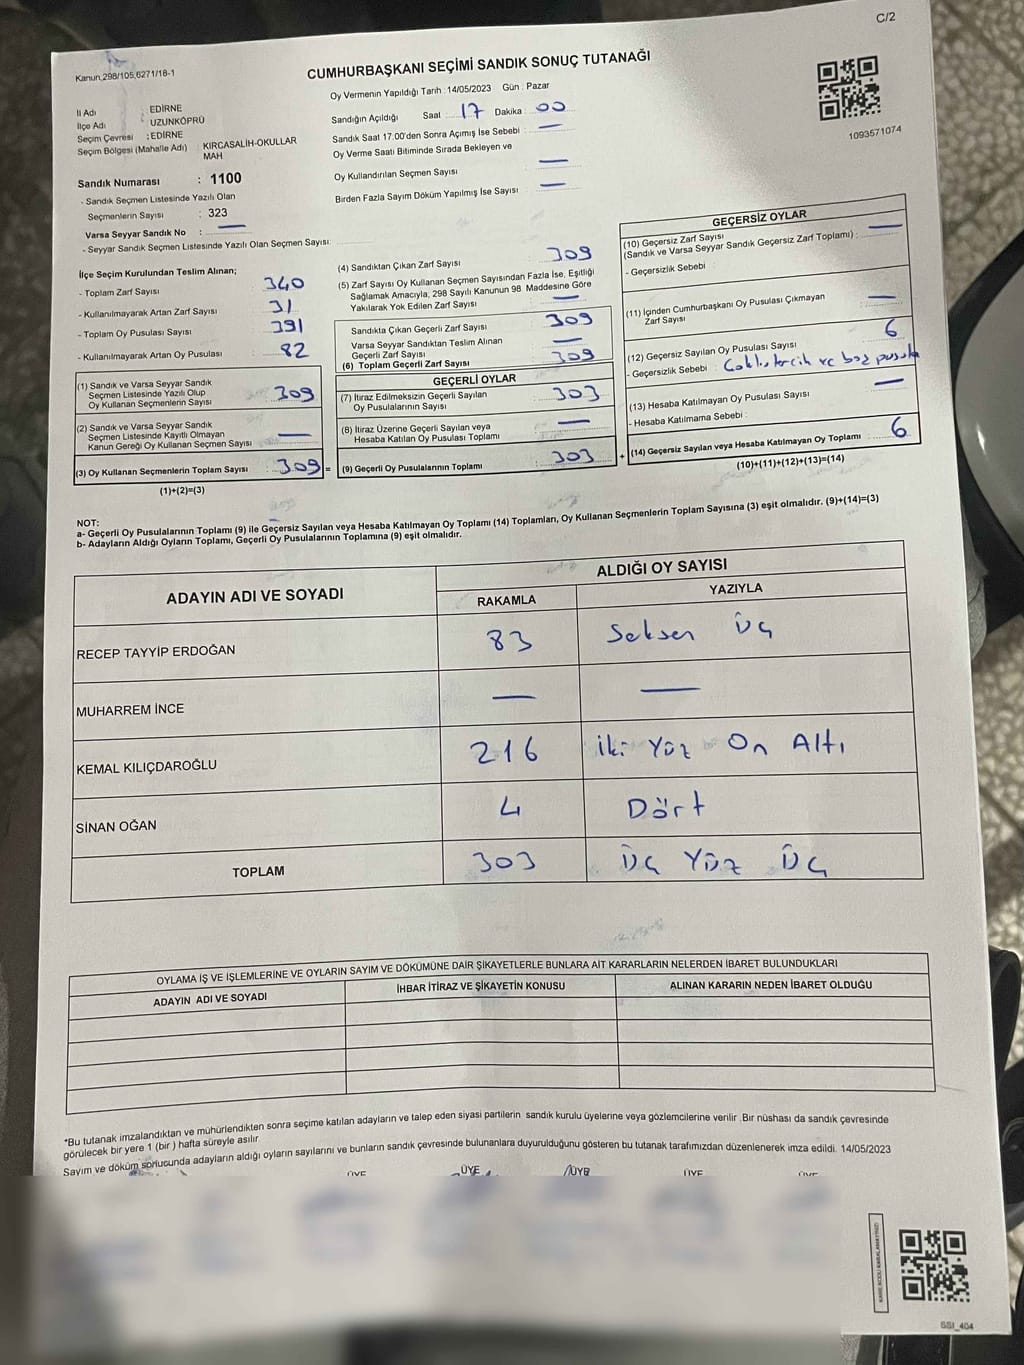 C/2
Kanun 298/105,6271/18-1
CUMHURBAŞKANI SEÇİMİ SANDIK SONUÇ TUTANAĞI
Oy Vermenin Yapıldığı Tarih : 14/05/2023 Gün : Pazar
İl Adı : EDİRNE
İlçe Adı : UZUNKÖPRÜ
Seçim Çevresi : EDİRNE
Seçim Bölgesi (Mahalle Adı) : KIRCASALİH-OKULLAR
MAH
Sandık Numarası : 1100
- Sandık Seçmen Listesinde Yazılı Olan
Seçmenlerin Sayısı : 323
Varsa Seyyar Sandık No : —
- Seyyar Sandık Seçmen Listesinde Yazılı Olan Seçmen Sayısı:
Sandığın Açıldığı Saat 17 Dakika : 00
Sandık Saat 17.00'den Sonra Açımış İse Sebebi : —
Oy Verme Saati Bitiminde Sırada Bekleyen ve
Oy Kullandırılan Seçmen Sayısı —
Birden Fazla Sayım Döküm Yapılmış İse Sayısı —
1093571074
İlçe Seçim Kurulundan Teslim Alınan;
- Toplam Zarf Sayısı 340
- Kullanılmayarak Artan Zarf Sayısı : 31
- Toplam Oy Pusulası Sayısı : 391
- Kullanılmayarak Artan Oy Pusulası : 82
(1) Sandık ve Varsa Seyyar Sandık
Seçmen Listesinde Yazılı Olup
Oy Kullanan Seçmenlerin Sayısı : 309
(2) Sandık ve Varsa Seyyar Sandık
Seçmen Listesinde Kayıtlı Olmayan
Kanun Gereği Oy Kullanan Seçmen Sayısı : —
(3) Oy Kullanan Seçmenlerin Toplam Sayısı : 309 =
(1)+(2)=(3)
(4) Sandıktan Çıkan Zarf Sayısı : 309
(5) Zarf Sayısı Oy Kullanan Seçmen Sayısından Fazla İse, Eşitliği
Sağlamak Amacıyla, 298 Sayılı Kanunun 98. Maddesine Göre
Yakılarak Yok Edilen Zarf Sayısı : —
Sandıkta Çıkan Geçerli Zarf Sayısı : 309
Varsa Seyyar Sandıktan Teslim Alınan
Geçerli Zarf Sayısı : —
(6) Toplam Geçerli Zarf Sayısı : 309
GEÇERLİ OYLAR
(7) İtiraz Edilmeksizin Geçerli Sayılan
Oy Pusulalarının Sayısı : 303
(8) İtiraz Üzerine Geçerli Sayılan veya
Hesaba Katılan Oy Pusulası Toplamı : —
(9) Geçerli Oy Pusulalarının Toplamı : 303 +
GEÇERSİZ OYLAR
(10) Geçersiz Zarf Sayısı
(Sandık ve Varsa Seyyar Sandık Geçersiz Zarf Toplamı) : —
- Geçersizlik Sebebi :
(11) İçinden Cumhurbaşkanı Oy Pusulası Çıkmayan
Zarf Sayısı : —
(12) Geçersiz Sayılan Oy Pusulası Sayısı : 6
- Geçersizlik Sebebi : Çoklu tercih ve boş pusula
(13) Hesaba Katılmayan Oy Pusulası Sayısı : —
- Hesaba Katılmama Sebebi :
(14) Geçersiz Sayılan veya Hesaba Katılmayan Oy Toplamı : 6
(10)+(11)+(12)+(13)=(14)
NOT:
a- Geçerli Oy Pusulalarının Toplamı (9) ile Geçersiz Sayılan veya Hesaba Katılmayan Oy Toplamı (14) Toplamları, Oy Kullanan Seçmenlerin Toplam Sayısına (3) eşit olmalıdır. (9)+(14)=(3)
b- Adayların Aldığı Oyların Toplamı, Geçerli Oy Pusulalarının Toplamına (9) eşit olmalıdır.
ADAYIN ADI VE SOYADI
ALDIĞI OY SAYISI
RAKAMLA YAZIYLA
RECEP TAYYİP ERDOĞAN 83 Seksen Üç
MUHARREM İNCE — —
KEMAL KILIÇDAROĞLU 216 İki Yüz On Altı
SİNAN OĞAN 4 Dört
TOPLAM 303 Üç Yüz Üç
OYLAMA İŞ VE İŞLEMLERİNE VE OYLARIN SAYIM VE DÖKÜMÜNE DAİR ŞİKAYETLERLE BUNLARA AİT KARARLARIN NELERDEN İBARET BULUNDUKLARI
ADAYIN ADI VE SOYADI İHBAR İTİRAZ VE ŞİKAYETİN KONUSU ALINAN KARARIN NEDEN İBARET OLDUĞU
*Bu tutanak imzalandıktan ve mühürlendikten sonra seçime katılan adayların ve talep eden siyasi partilerin sandık kurulu üyelerine veya gözlemcilerine verilir .Bir nüshası da sandık çevresinde
görülecek bir yere 1 (bir ) hafta süreyle asılır
Sayım ve döküm sonucunda adayların aldığı oyların sayılarını ve bunların sandık çevresinde bulunanlara duyurulduğunu gösteren bu tutanak tarafımızdan düzenlenerek imza edildi. 14/05/2023
ÜYE ÜYE ÜYE ÜYE ÜYE
SSI_404